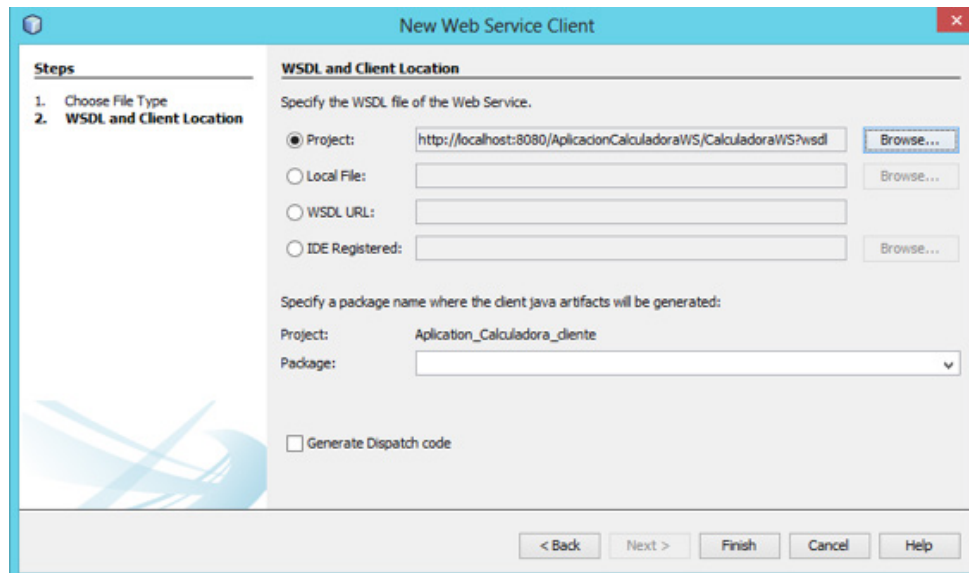 New Web Service Client
Steps
1. Choose File Type
2. WSDL and Client Location
WSDL and Client Location
Specify the WSDL file of the Web Service.
Project: http://localhost:8080/AplicacionCalculadoraWS/CalculadoraWS?wsdl Browse...
Local File: Browse...
WSDL URL:
IDE Registered: Browse...
Specify a package name where the client java artifacts will be generated:
Project: Aplication_Calculadora_cliente
Package:
Generate Dispatch code
< Back Next > Finish Cancel Help